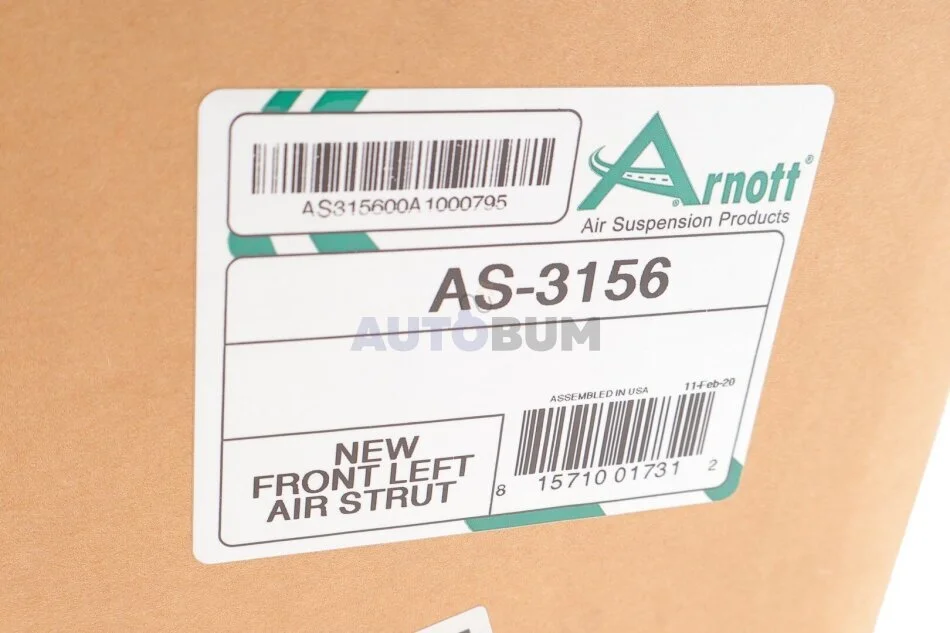 AS315600A1000795
Arnott®
Air Suspension Products
AS-3156
AUTOBUM
ASSEMBLED IN USA 11-Feb-20
NEW
FRONT LEFT
AIR STRUT
8 15710 01731 2